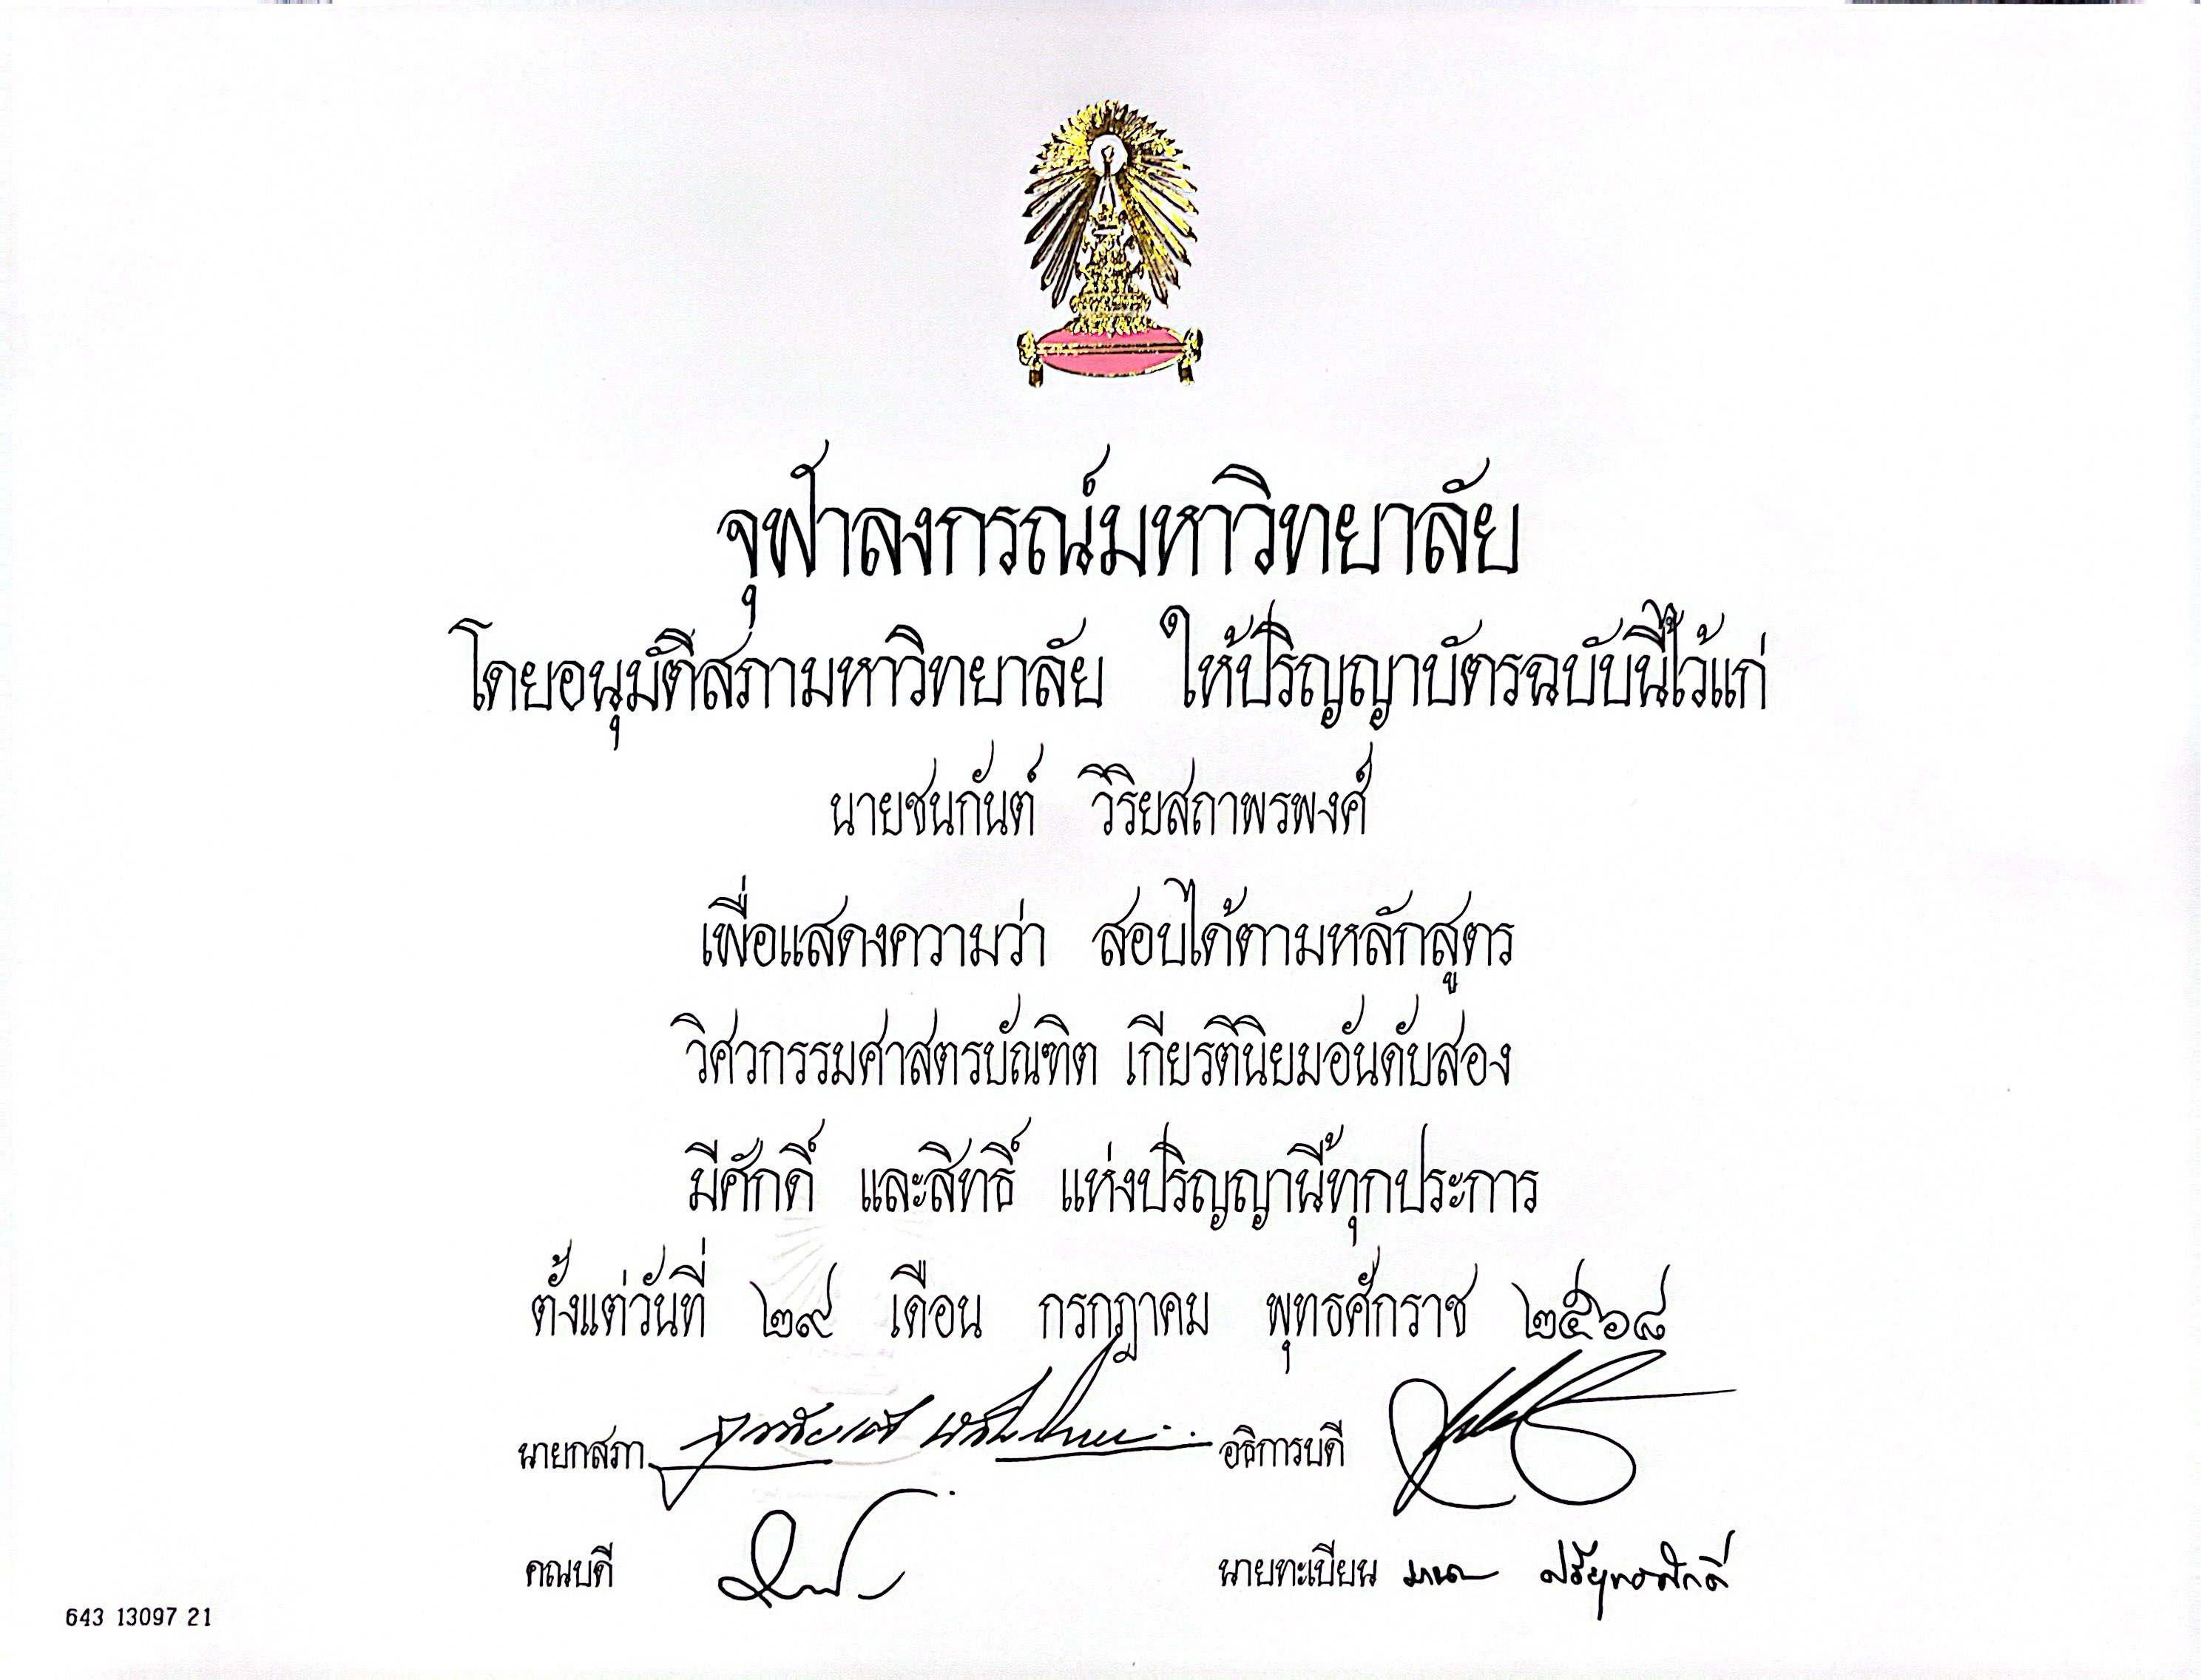 จุฬาลงกรณ์มหาวิทยาลัย
โดยอนุมัติสภามหาวิทยาลัย ให้ปริญญาบัตรฉบับนี้ไว้แก่
นายชนกันต์ วิริยสถาพรพงศ์
เพื่อแสดงความว่า สอบได้ตามหลักสูตร
วิศวกรรมศาสตรบัณฑิต เกียรตินิยมอันดับสอง
มีศักดิ์ และสิทธิ์ แห่งปริญญานี้ทุกประการ
ตั้งแต่วันที่ ๒๙ เดือน กรกฎาคม พุทธศักราช ๒๕๖๘
นายกสภา อธิการบดี
คณบดี นายทะเบียน
643 13097 21